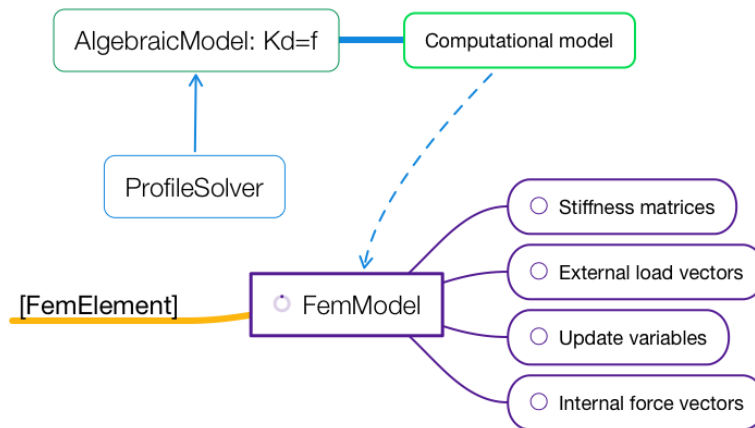 AlgebraicModel: Kd=f
Computational model
ProfileSolver
Stiffness matrices
External load vectors
[FemElement]
FemModel
Update variables
Internal force vectors